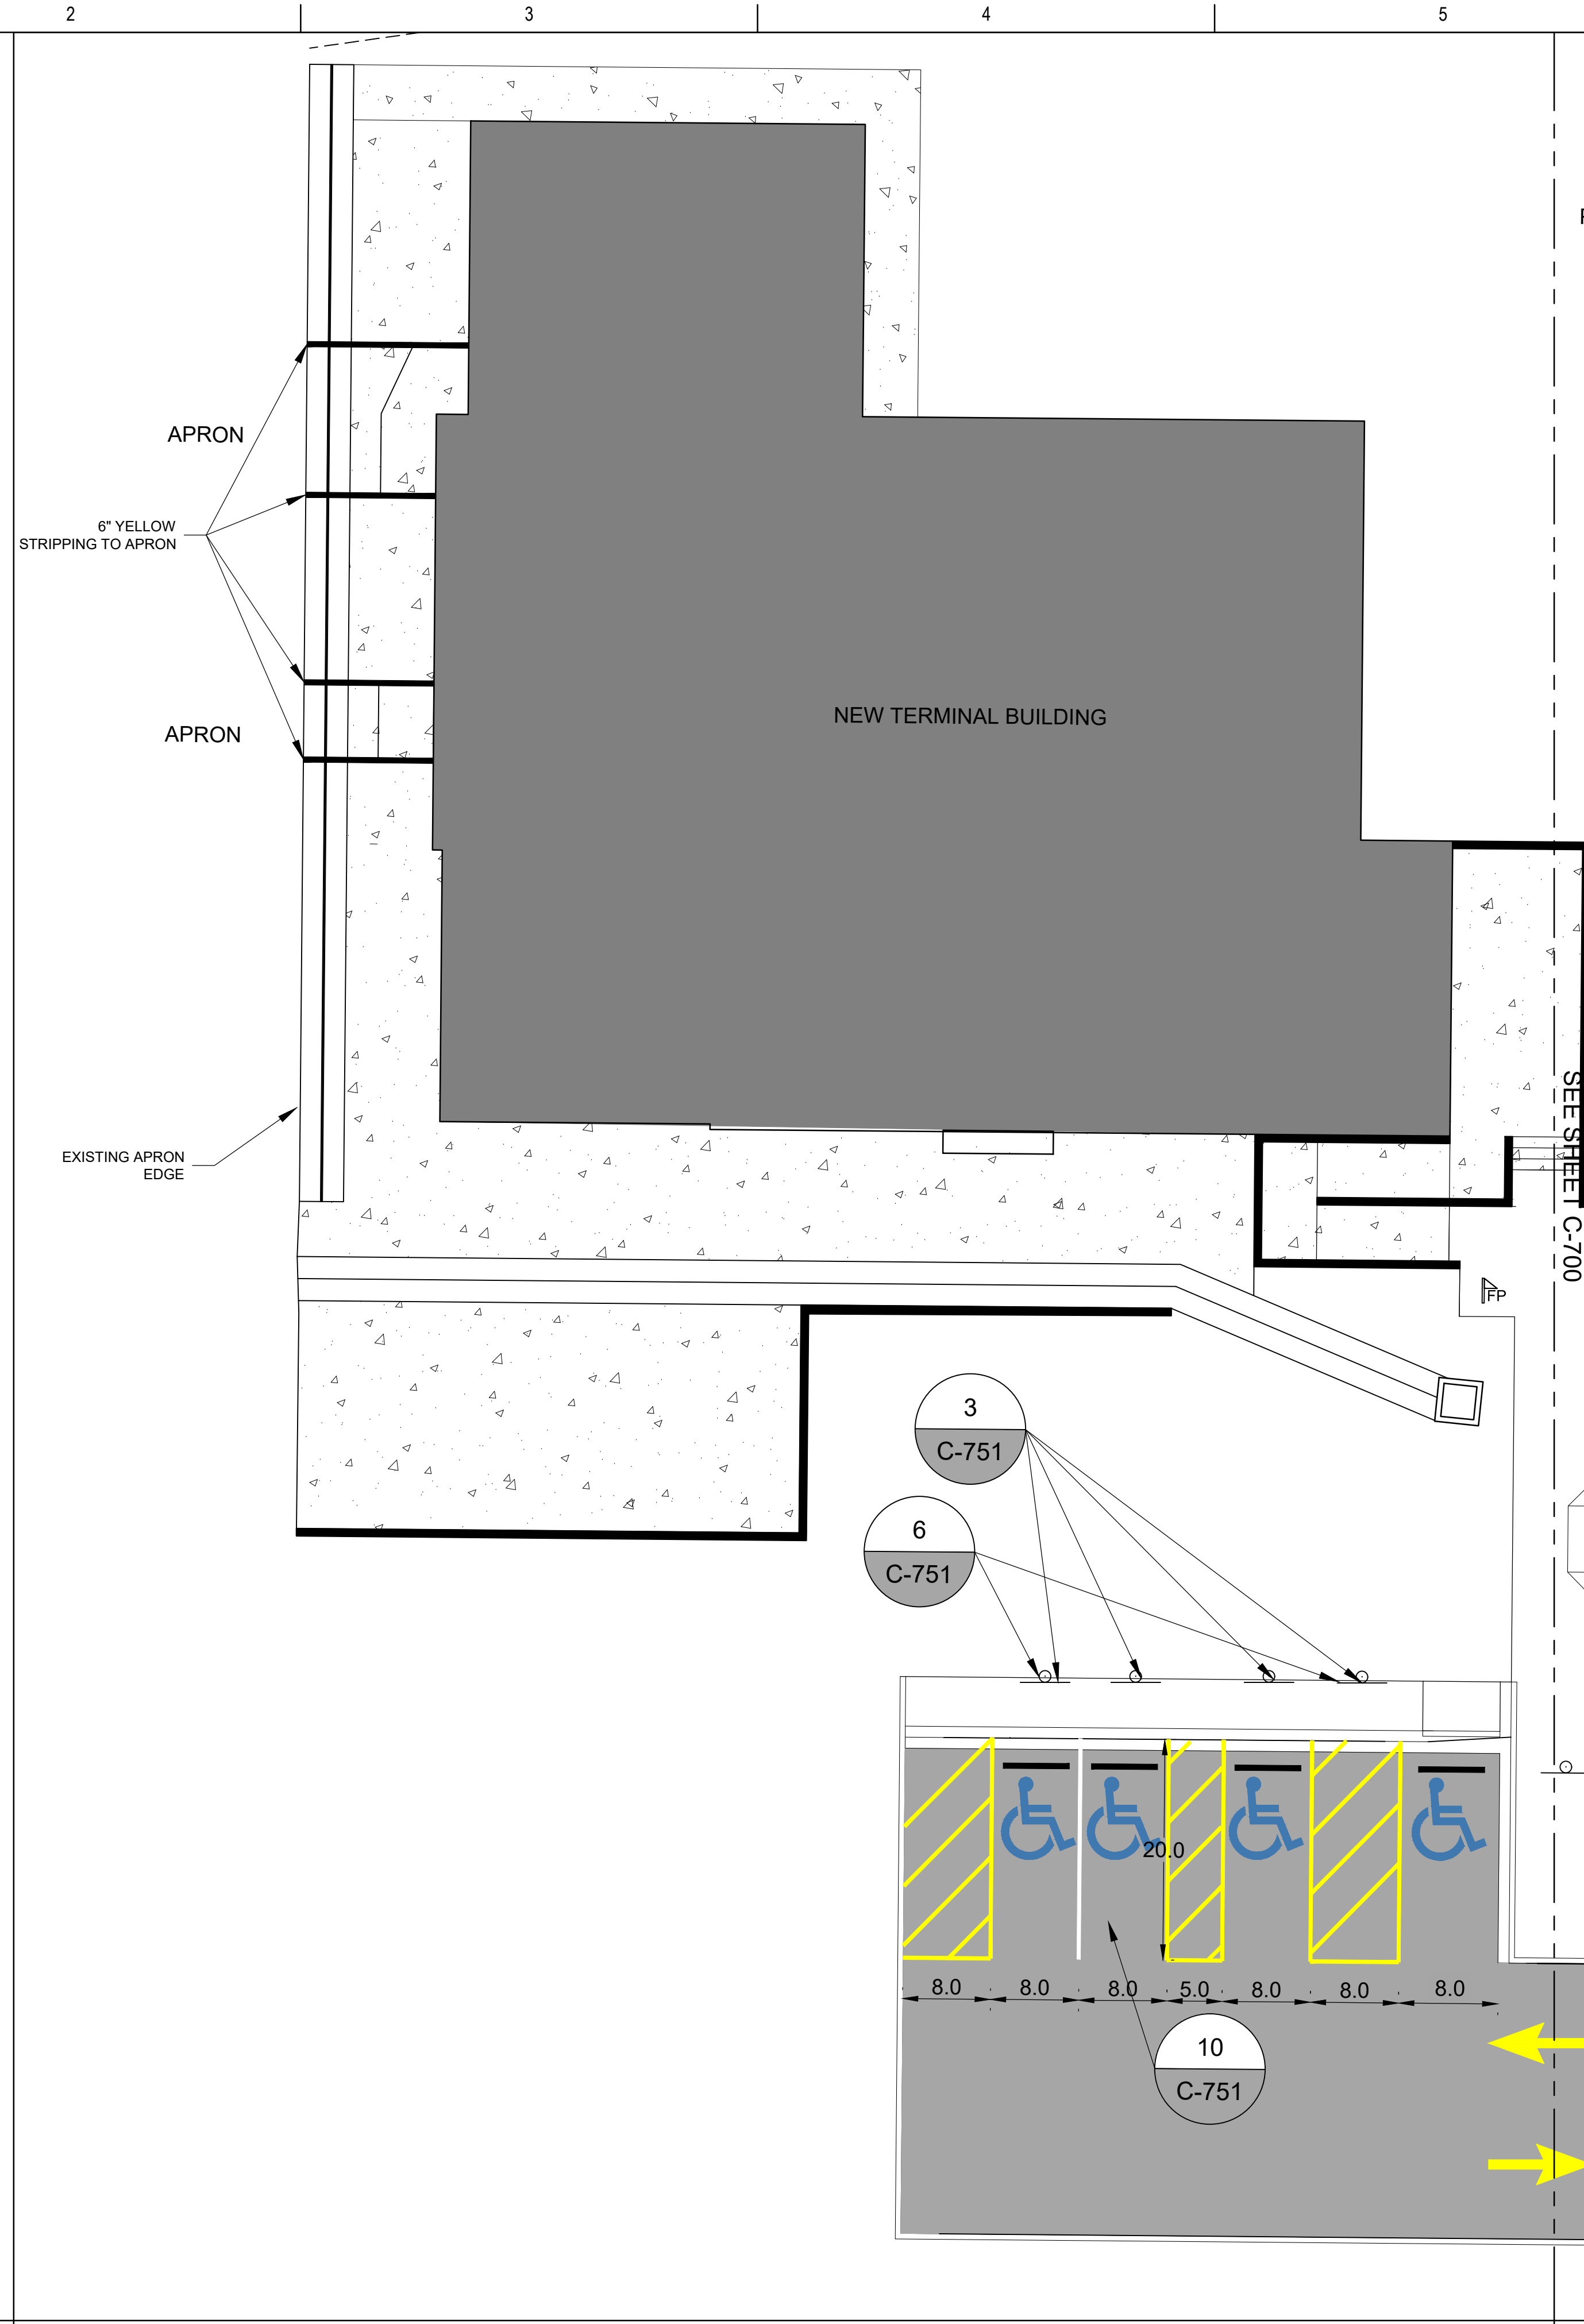 2
3
4
5
APRON
6" YELLOW
STRIPPING TO APRON
APRON
NEW TERMINAL BUILDING
EXISTING APRON
EDGE
SEE SHEET C-700
FP
3
C-751
6
C-751
20.0
8.0
8.0
8.0
5.0
8.0
8.0
8.0
10
C-751